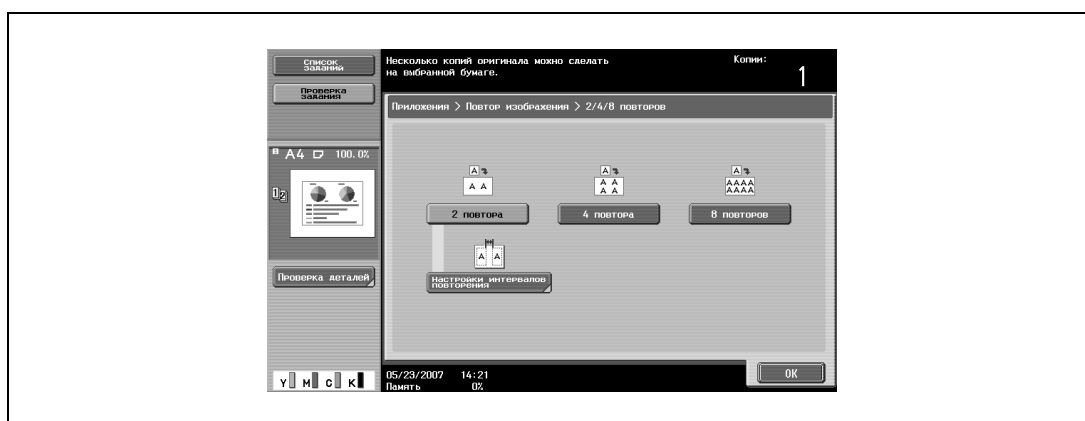 Список
заданий
Несколько копий оригинала можно сделать
на выбранной бумаге.
Копии:
1
Проверка
задания
Приложения > Повтор изображения > 2/4/8 повторов
A4 100.0%
1 2
A
A A
A
A A
A A
A
AAAA
AAAA
2 повтора
4 повтора
8 повторов
A A
Проверка деталей
Настройки интервалов
повторения
Y M C K
05/23/2007 14:21
Память 0%
OK